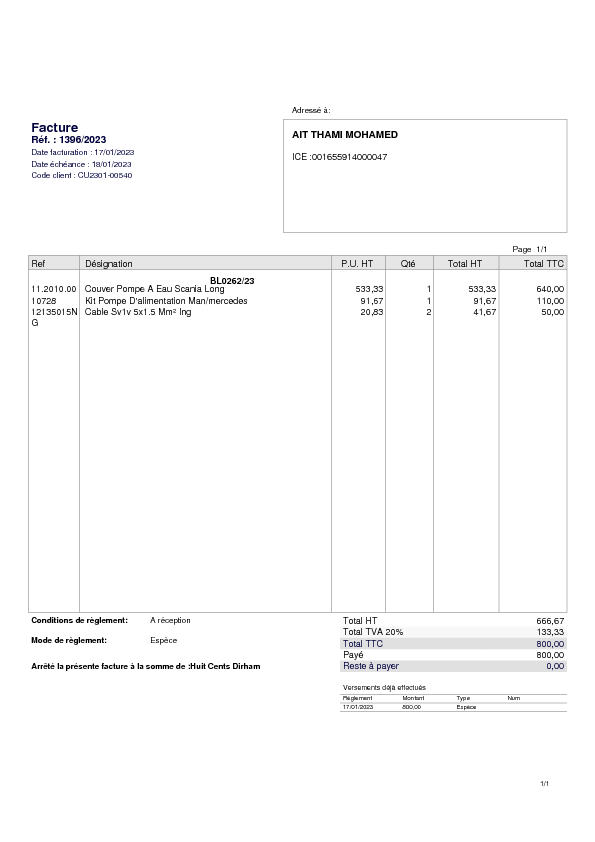 Adressé à:
Facture
Réf. : 1396/2023
Date facturation : 17/01/2023
Date échéance : 18/01/2023
Code client : CU2301-00540
AIT THAMI MOHAMED
ICE :001655914000047
Page 1/1
Ref Désignation P.U. HT Qté Total HT Total TTC
BL0262/23
11.2010.00 Couver Pompe A Eau Scania Long 533,33 1 533,33 640,00
10728 Kit Pompe D'alimentation Man/mercedes 91,67 1 91,67 110,00
12135015N Cable Sv1v 5x1.5 Mm² Ing 20,83 2 41,67 50,00
G
Conditions de règlement: A réception
Mode de règlement: Espèce
Arrêté la présente facture à la somme de :Huit Cents Dirham
Total HT 666,67
Total TVA 20% 133,33
Total TTC 800,00
Payé 800,00
Reste à payer 0,00
Versements déjà effectués
Règlement Montant Type Num
17/01/2023 800,00 Espèce
1/1